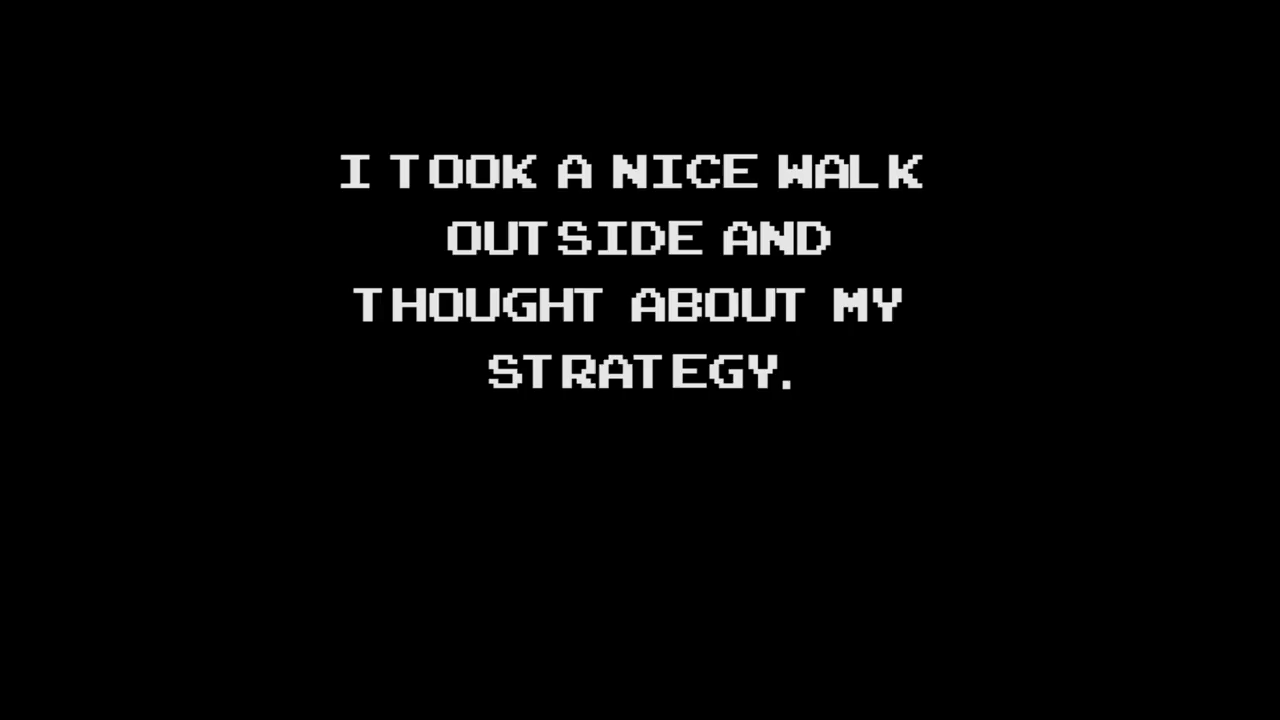 I TOOK A NICE WALK
OUTSIDE AND
THOUGHT ABOUT MY
STRATEGY.